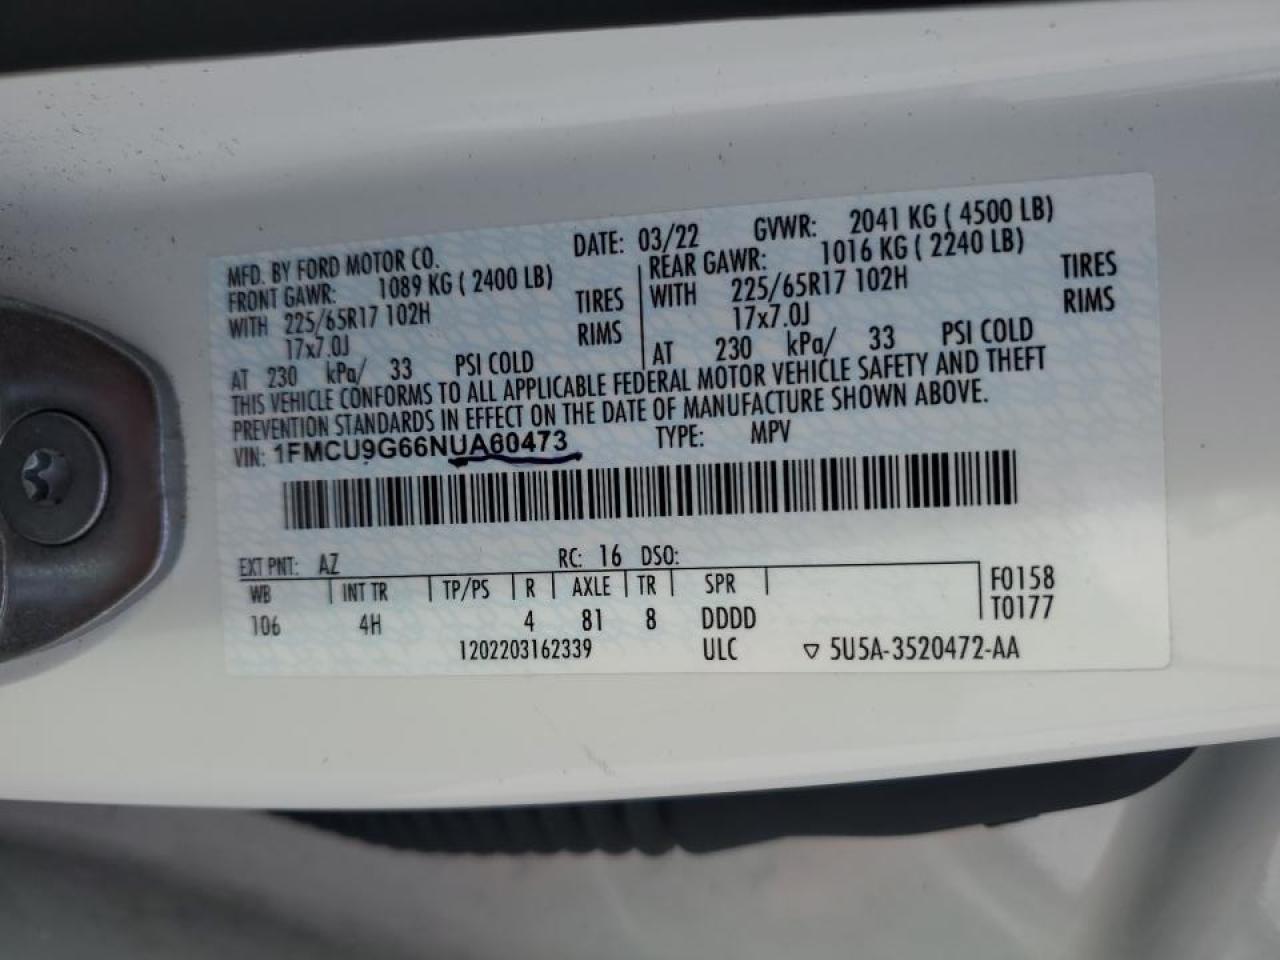 MFD. BY FORD MOTOR CO. DATE: 03/22 GVWR: 2041 KG ( 4500 LB)
FRONT GAWR: 1089 KG ( 2400 LB) REAR GAWR: 1016 KG ( 2240 LB)
WITH 225/65R17 102H TIRES WITH 225/65R17 102H TIRES
17x7.0J RIMS 17x7.0J RIMS
AT 230 kPa/ 33 PSI COLD AT 230 kPa/ 33 PSI COLD
THIS VEHICLE CONFORMS TO ALL APPLICABLE FEDERAL MOTOR VEHICLE SAFETY AND THEFT
PREVENTION STANDARDS IN EFFECT ON THE DATE OF MANUFACTURE SHOWN ABOVE.
VIN: 1FMCU9G66NUA60473 TYPE: MPV
EXT PNT: AZ RC: 16 DSO:
WB INT TR TP/PS R AXLE TR SPR F0158
106 4H 4 81 8 DDDD T0177
1202203162339 ULC ▽ 5U5A-3520472-AA